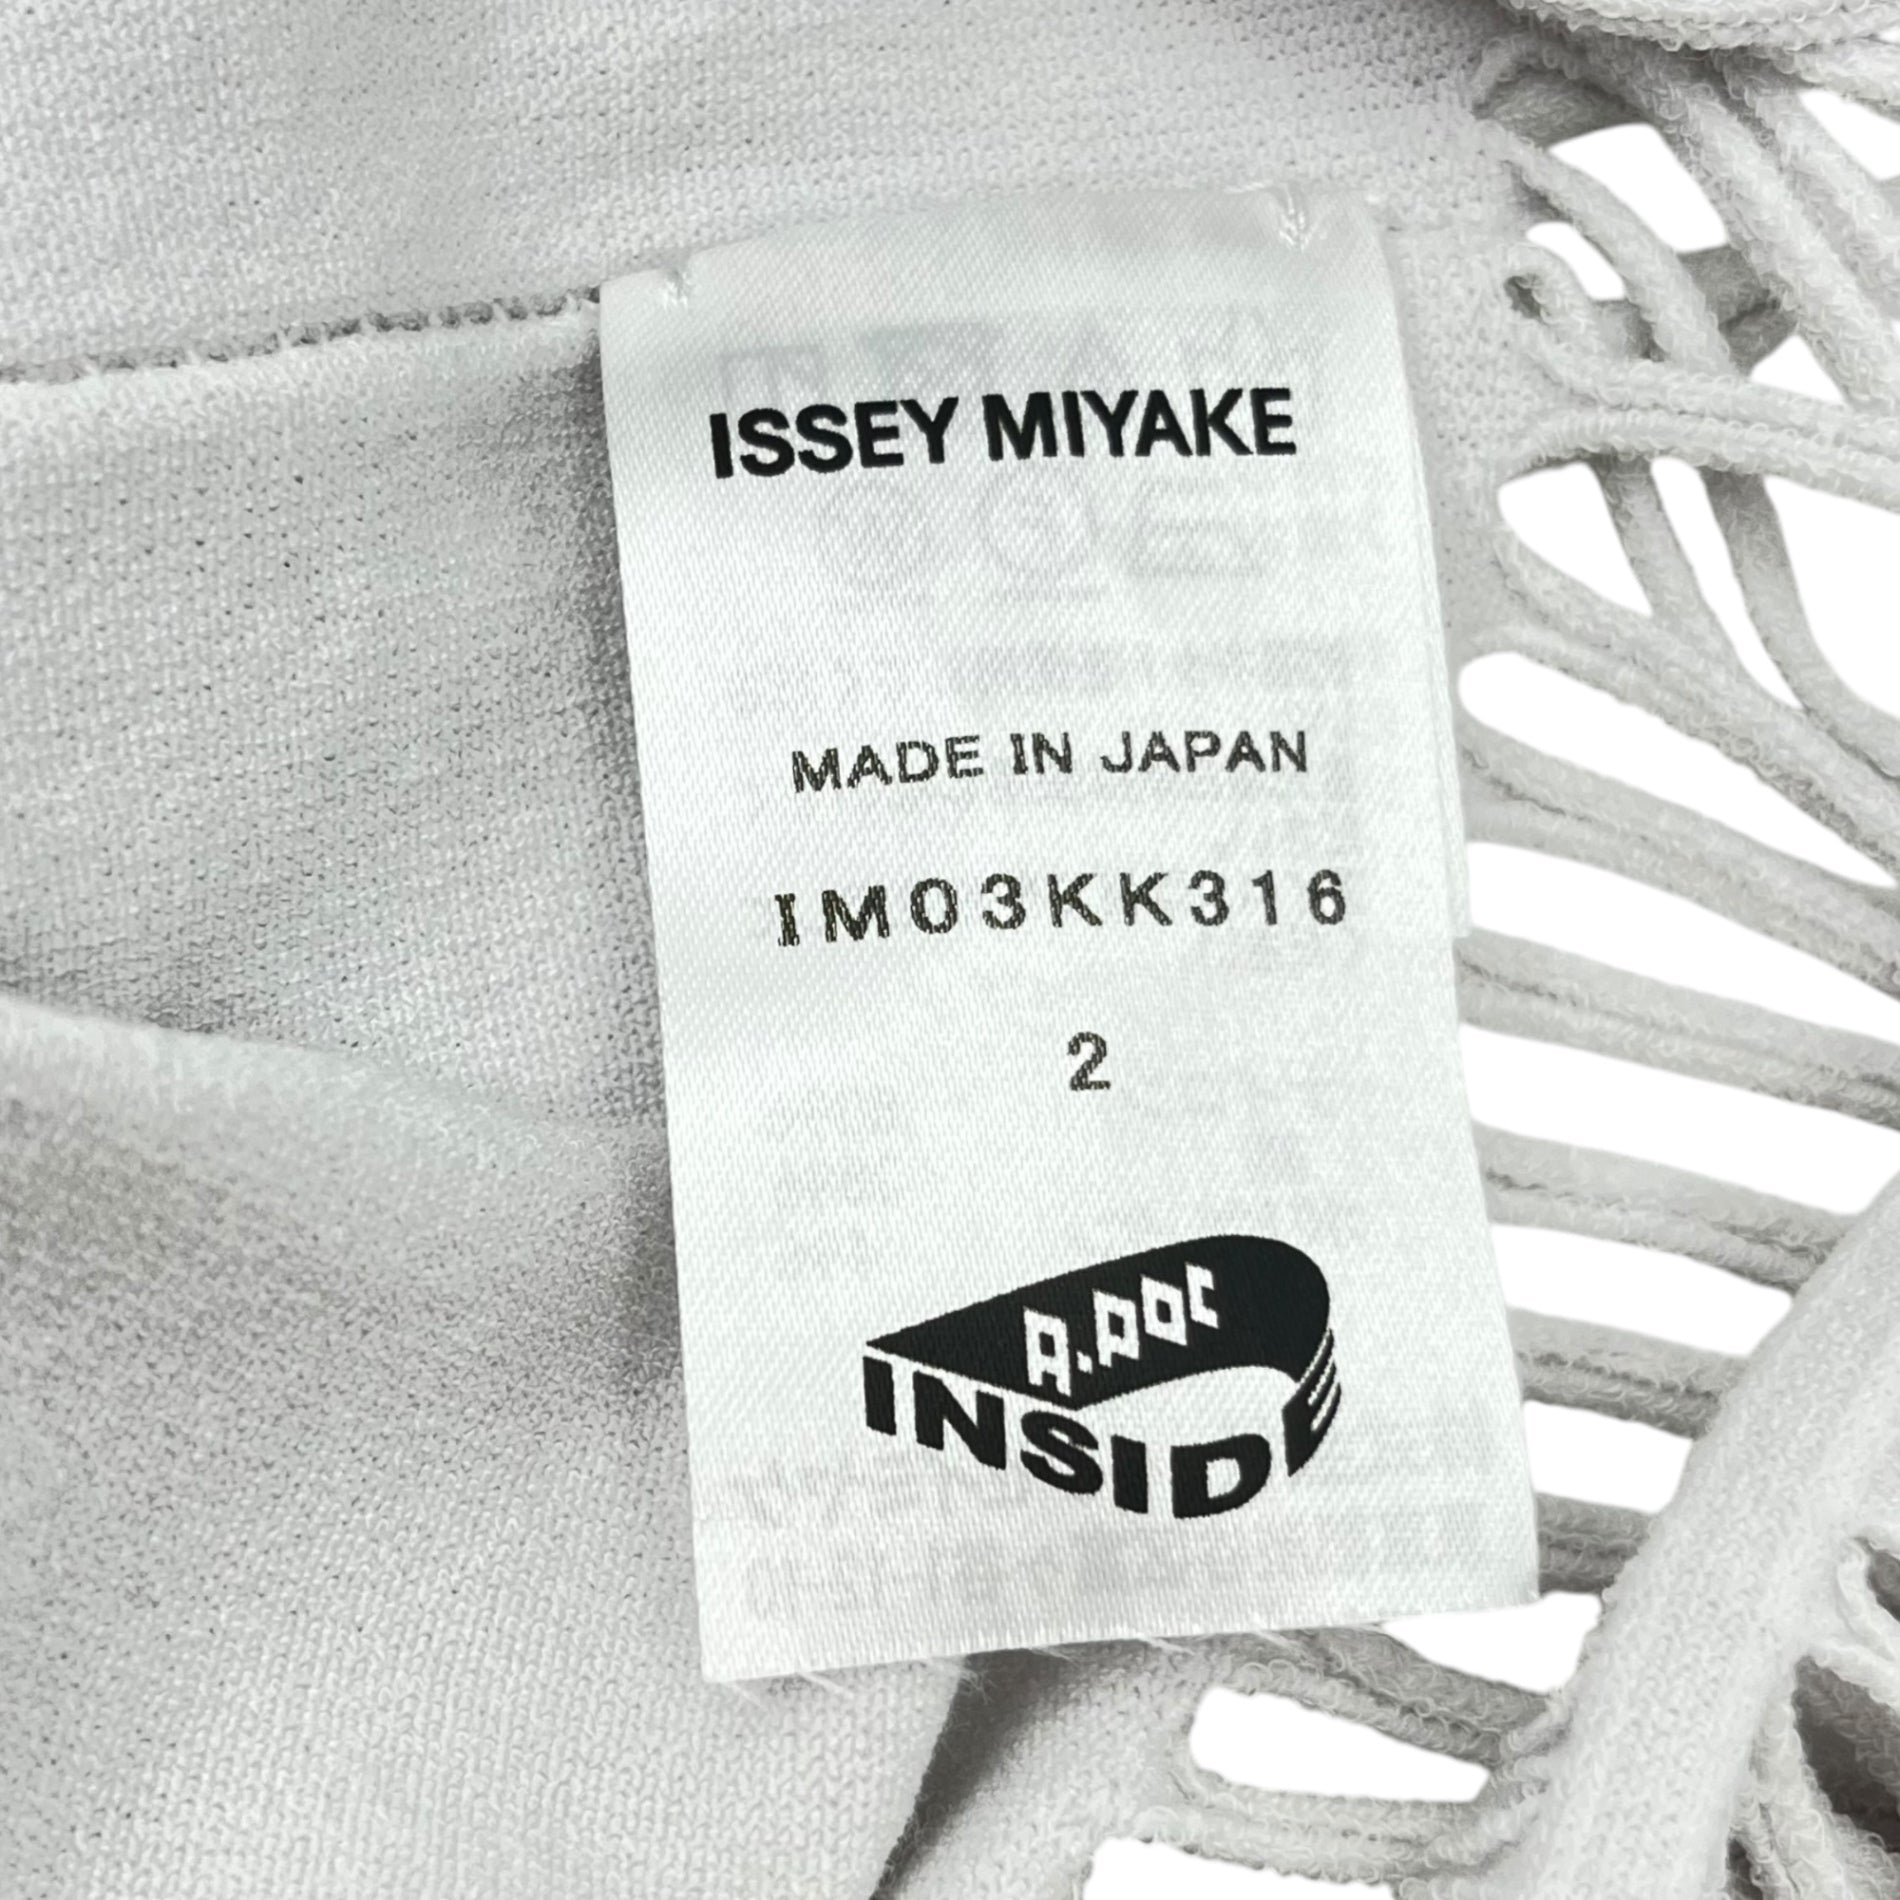 ISSEY MIYAKE
MADE IN JAPAN
IM03KK316
2
A.POC
INSIDE